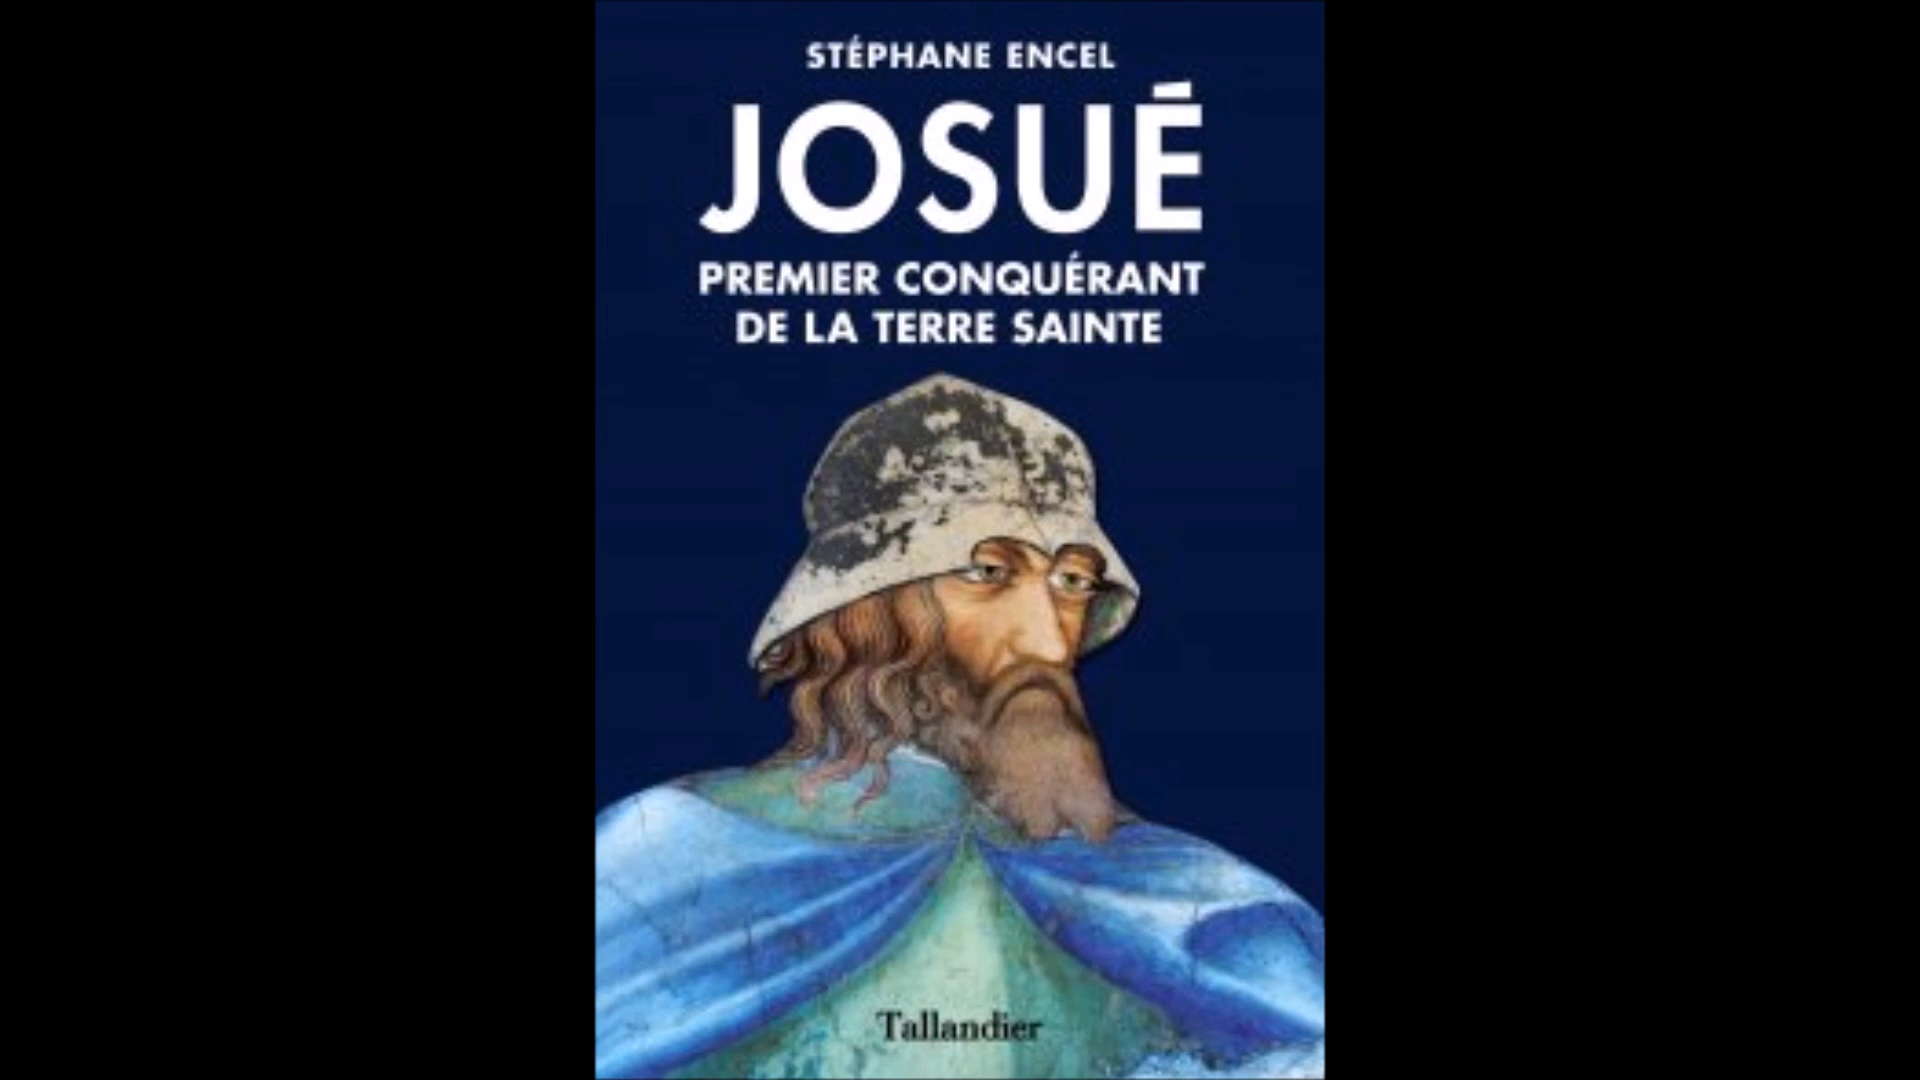 STÉPHANE ENCEL
JOSUÉ
PREMIER CONQUÉRANT
DE LA TERRE SAINTE
Tallandier